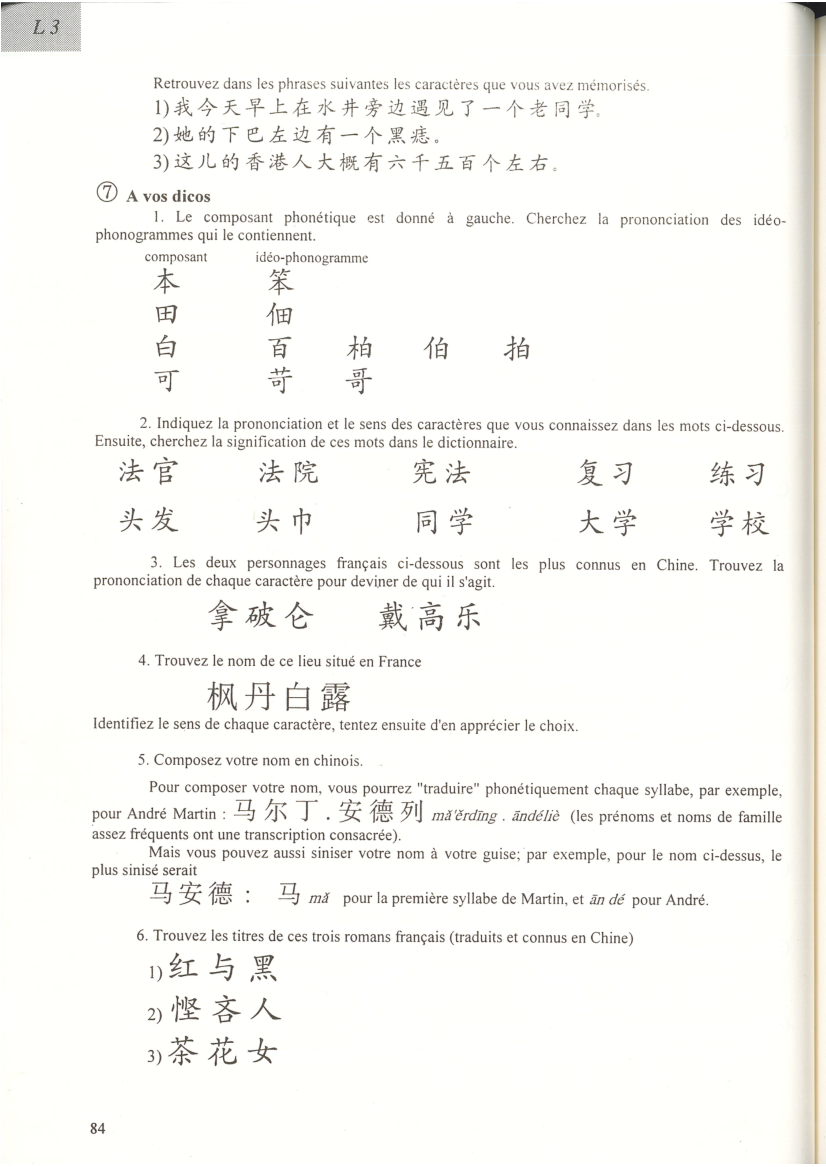 L 3
Retrouvez dans les phrases suivantes les caractères que vous avez mémorisés.
1)我今天早上在水井旁边遇见了一个老同学。
2)她的下巴左边有一个黑痣。
3)这儿的香港人大概有六千五百个左右。
⑦ A vos dicos
1. Le composant phonétique est donné à gauche. Cherchez la prononciation des idéo-
phonogrammes qui le contiennent.
composant idéo-phonogramme
本 笨
田 佃
白 百 柏 伯 拍
可 苛 哥
2. Indiquez la prononciation et le sens des caractères que vous connaissez dans les mots ci-dessous.
Ensuite, cherchez la signification de ces mots dans le dictionnaire.
法官 法院 宪法 复习 练习
头发 头巾 同学 大学 学校
3. Les deux personnages français ci-dessous sont les plus connus en Chine. Trouvez la
prononciation de chaque caractère pour deviner de qui il s'agit.
拿破仑 戴高乐
4. Trouvez le nom de ce lieu situé en France
枫丹白露
Identifiez le sens de chaque caractère, tentez ensuite d'en apprécier le choix.
5. Composez votre nom en chinois.
Pour composer votre nom, vous pourrez "traduire" phonétiquement chaque syllabe, par exemple,
pour André Martin : 马尔丁.安德列 mǎ'ěrdīng . āndéliè (les prénoms et noms de famille
assez fréquents ont une transcription consacrée).
Mais vous pouvez aussi siniser votre nom à votre guise; par exemple, pour le nom ci-dessus, le
plus sinisé serait
马安德: 马 mǎ pour la première syllabe de Martin, et ān dé pour André.
6. Trouvez les titres de ces trois romans français (traduits et connus en Chine)
1) 红与黑
2) 悭吝人
3) 茶花女
84